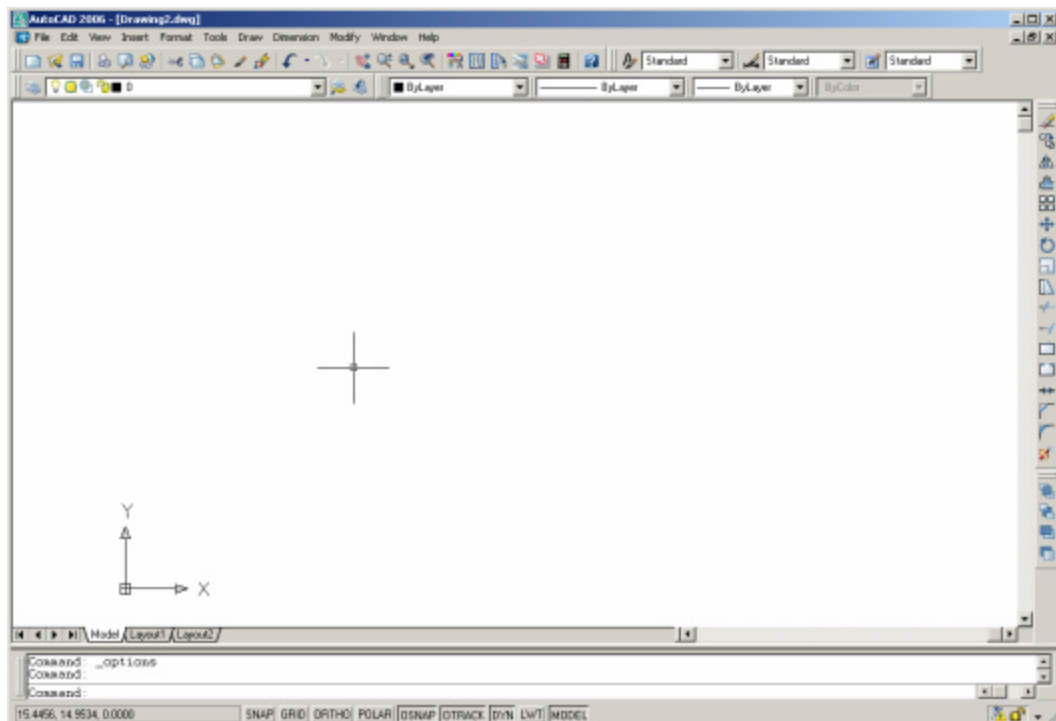 AutoCAD 2006 - [Drawing2.dwg]
File Edit View Insert Format Tools Draw Dimension Modify Window Help
Standard Standard Standard
0 ByLayer ByLayer ByLayer ByColor
Y
X
Model Layout1 Layout2
Command: _options
Command:
Command:
15.4456, 14.9534, 0.0000 SNAP GRID ORTHO POLAR OSNAP OTRACK DYN LWT MODEL